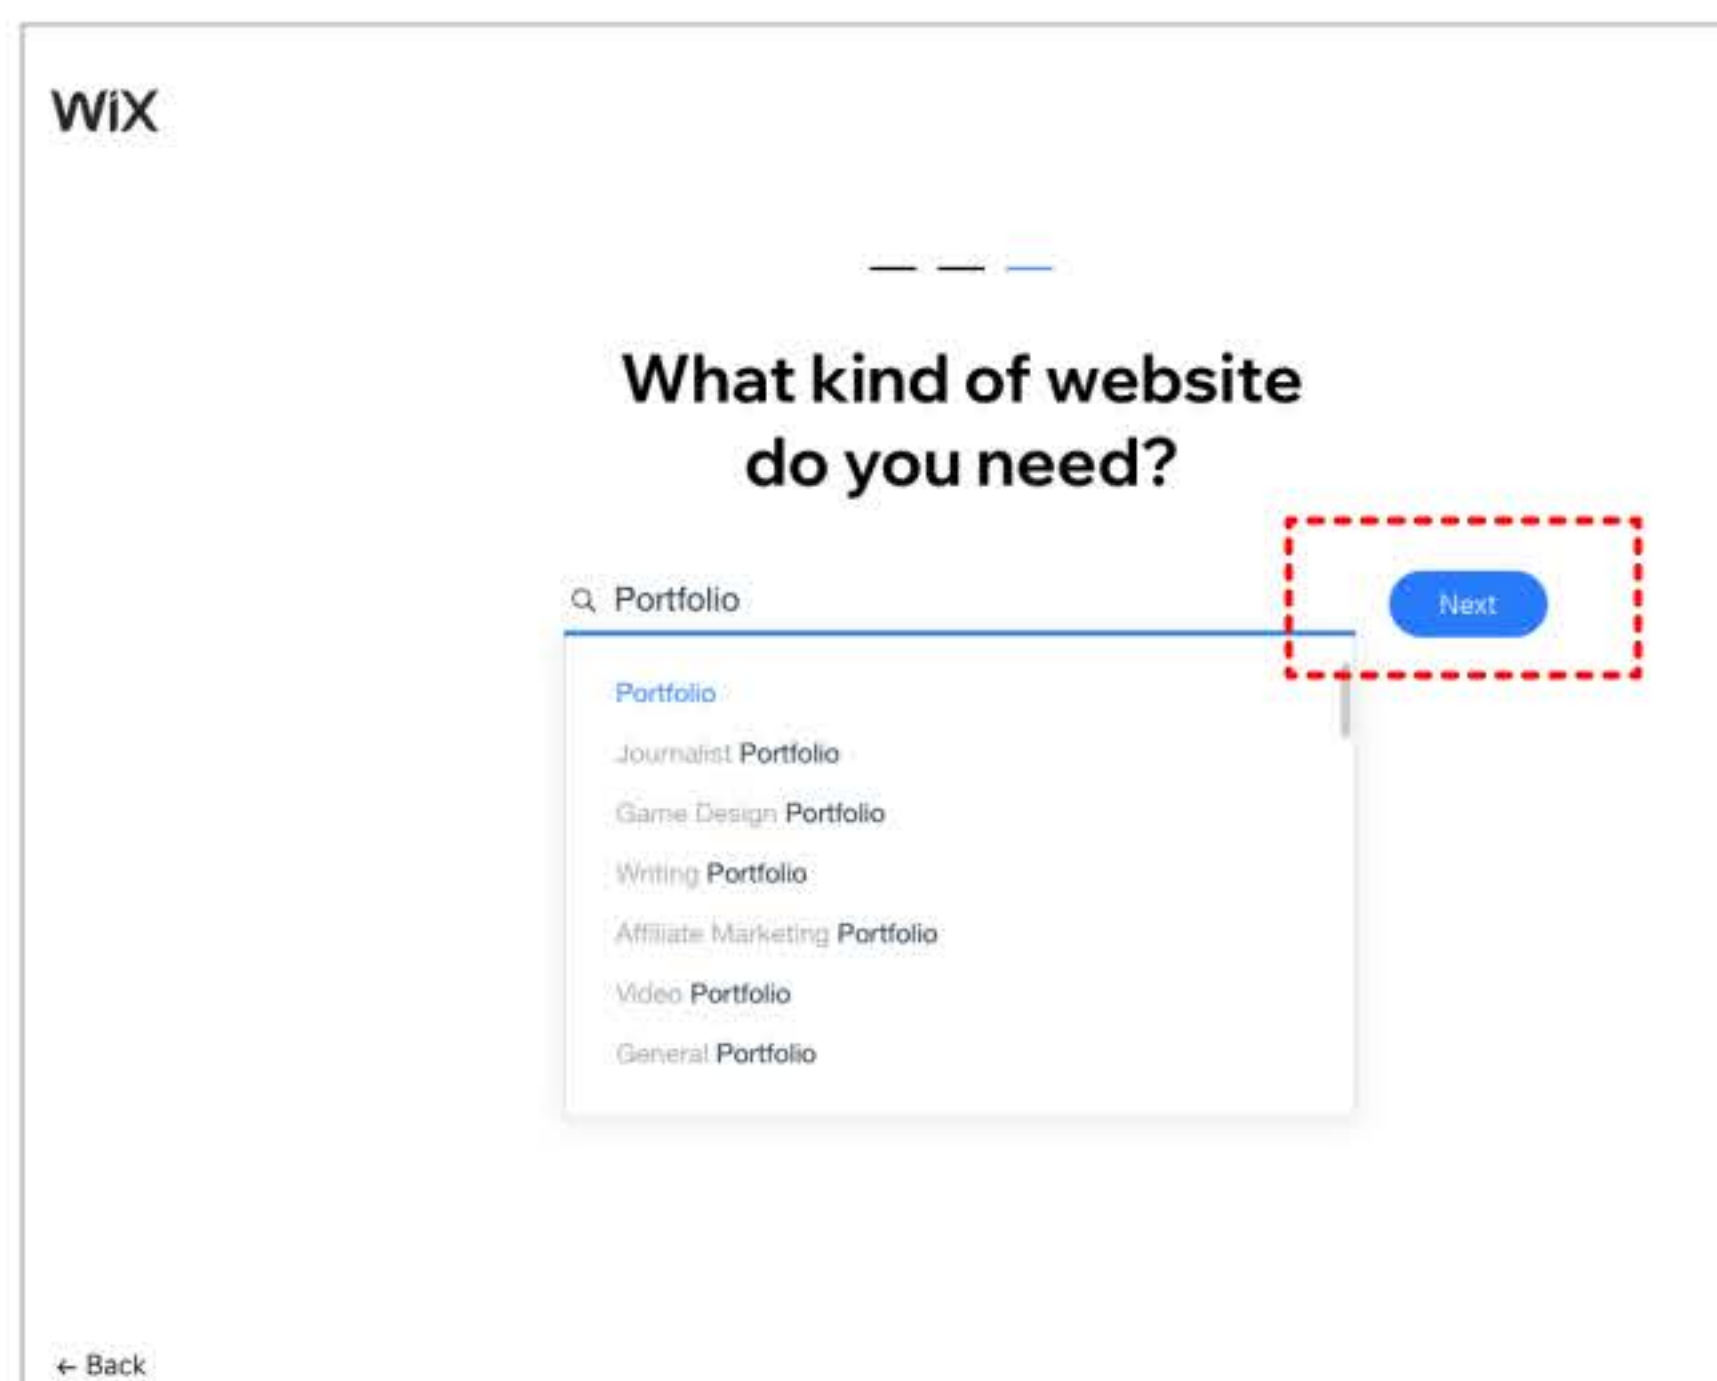 WiX
What kind of website
do you need?
Portfolio
Next
Portfolio
Journalist Portfolio
Game Design Portfolio
Writing Portfolio
Affiliate Marketing Portfolio
Video Portfolio
General Portfolio
← Back